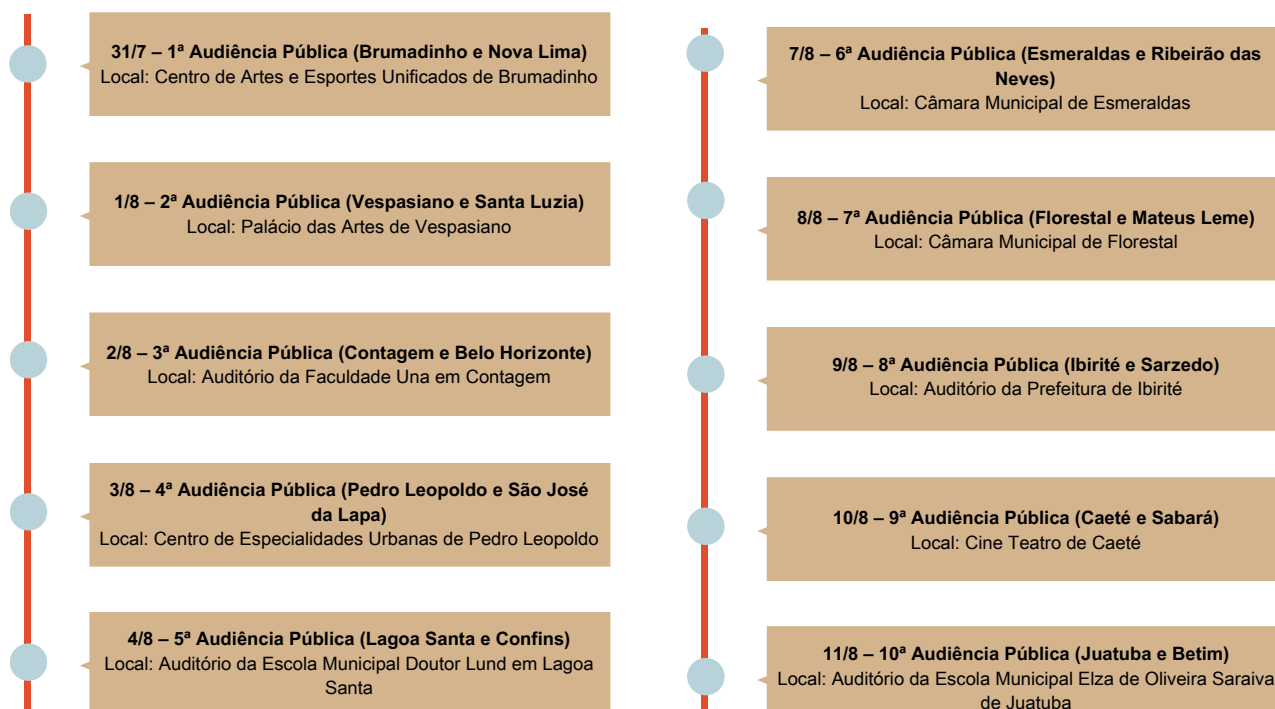 31/7 – 1ª Audiência Pública (Brumadinho e Nova Lima)
Local: Centro de Artes e Esportes Unificados de Brumadinho
1/8 – 2ª Audiência Pública (Vespasiano e Santa Luzia)
Local: Palácio das Artes de Vespasiano
2/8 – 3ª Audiência Pública (Contagem e Belo Horizonte)
Local: Auditório da Faculdade Una em Contagem
3/8 – 4ª Audiência Pública (Pedro Leopoldo e São José
da Lapa)
Local: Centro de Especialidades Urbanas de Pedro Leopoldo
4/8 – 5ª Audiência Pública (Lagoa Santa e Confins)
Local: Auditório da Escola Municipal Doutor Lund em Lagoa
Santa
7/8 – 6ª Audiência Pública (Esmeraldas e Ribeirão das
Neves)
Local: Câmara Municipal de Esmeraldas
8/8 – 7ª Audiência Pública (Florestal e Mateus Leme)
Local: Câmara Municipal de Florestal
9/8 – 8ª Audiência Pública (Ibirité e Sarzedo)
Local: Auditório da Prefeitura de Ibirité
10/8 – 9ª Audiência Pública (Caeté e Sabará)
Local: Cine Teatro de Caeté
11/8 – 10ª Audiência Pública (Juatuba e Betim)
Local: Auditório da Escola Municipal Elza de Oliveira Saraiva
de Juatuba